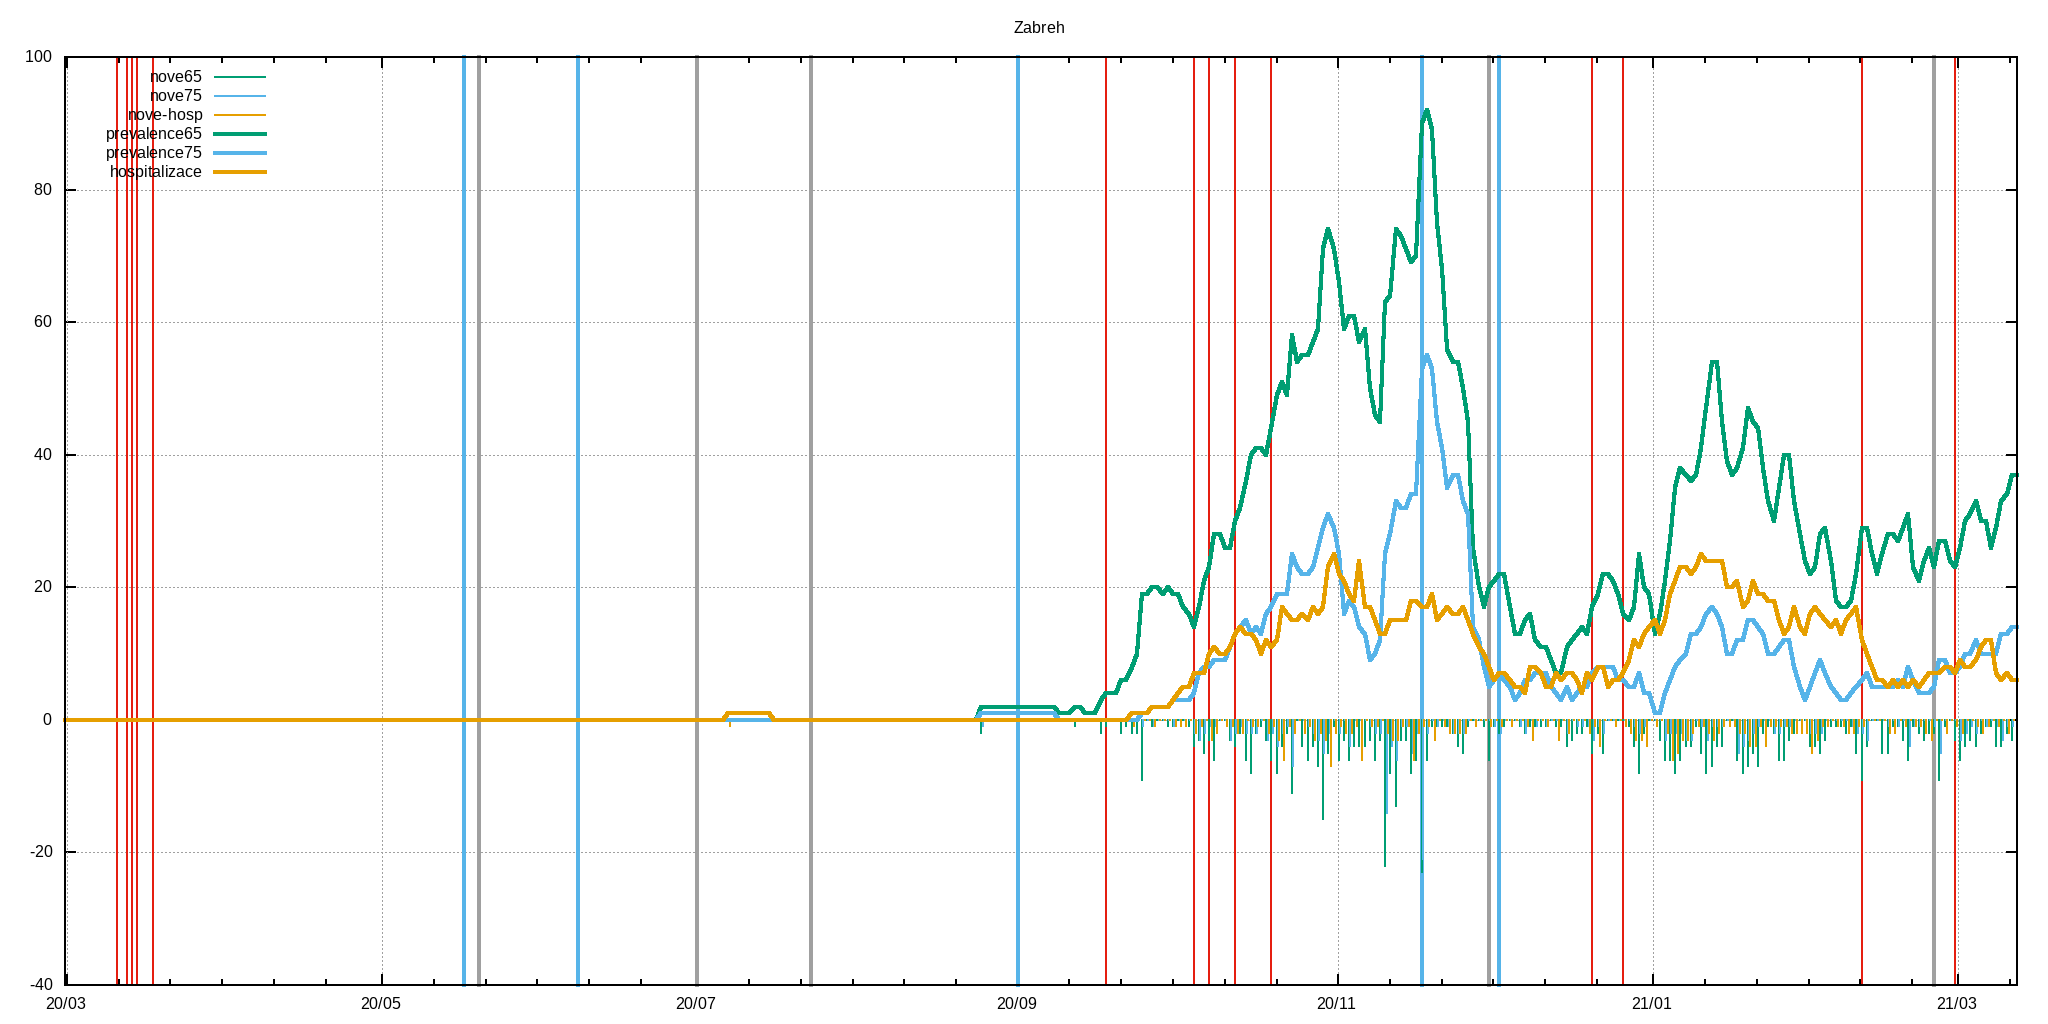 Zabreh
100
80
60
40
20
0
-20
-40
nove65
nove75
nove-hosp
prevalence65
prevalence75
hospitalizace
20/03 20/05 20/07 20/09 20/11 21/01 21/03